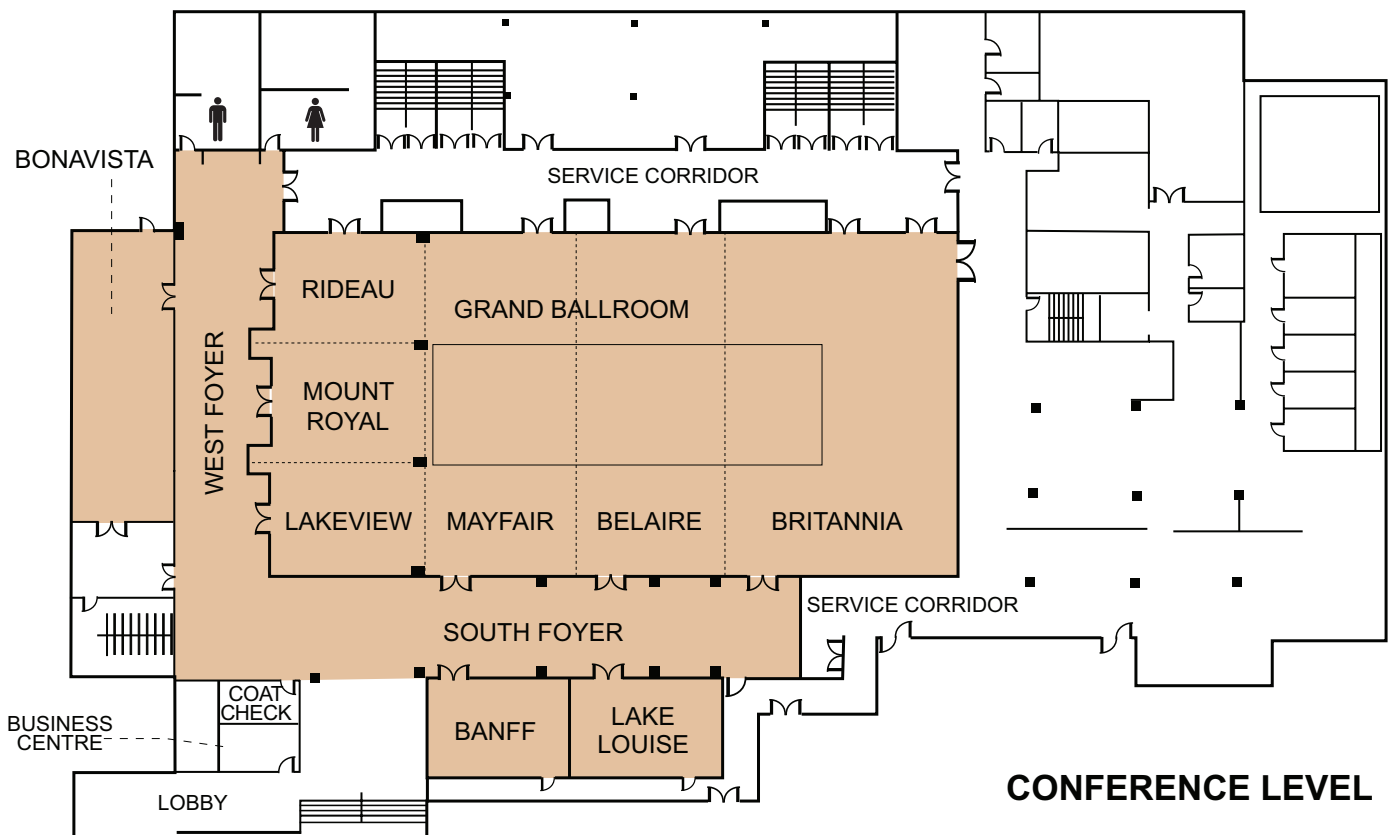 BONAVISTA
SERVICE CORRIDOR
RIDEAU
GRAND BALLROOM
WEST FOYER
MOUNT
ROYAL
LAKEVIEW
MAYFAIR
BELAIRE
BRITANNIA
SERVICE CORRIDOR
SOUTH FOYER
COAT
CHECK
BUSINESS
CENTRE
BANFF
LAKE
LOUISE
LOBBY
CONFERENCE LEVEL